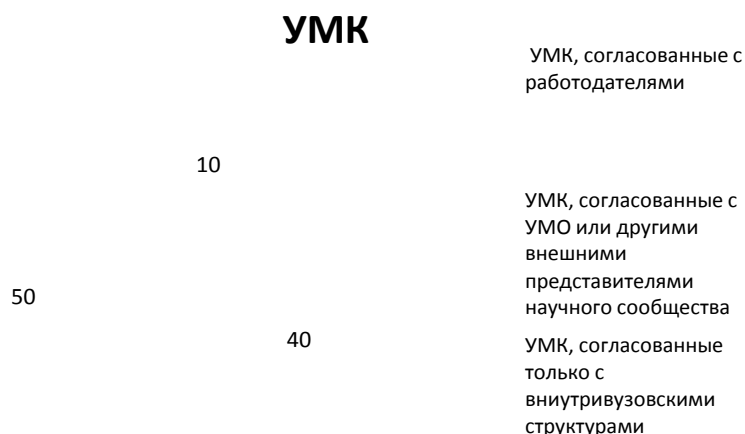 УМК
УМК, согласованные с
работодателями
10
УМК, согласованные с
УМО или другими
внешними
представителями
научного сообщества
50
40
УМК, согласованные
только с
вниутривузовскими
структурами